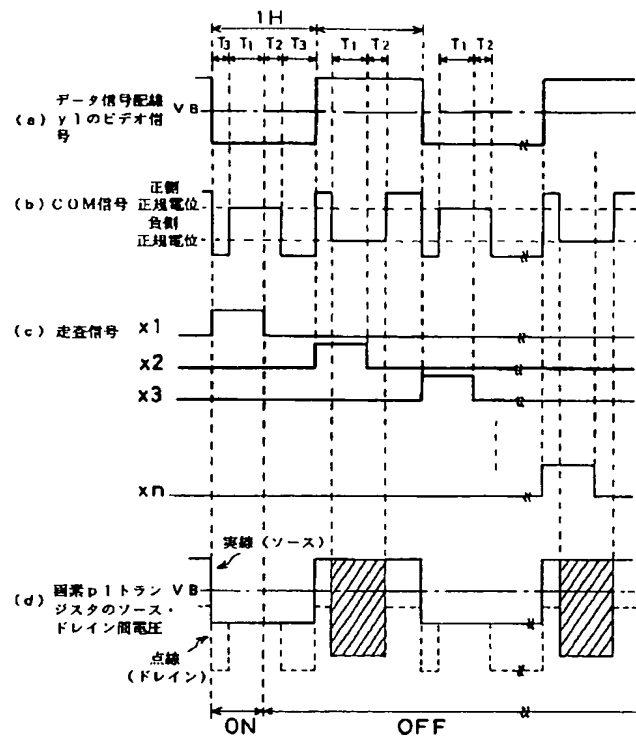 1H
T3 T1 T2 T3 T1 T2 T1 T2
(a) データ信号配線
y1のビデオ信
号
VB
(b) COM信号
正側
正規電位
負側
正規電位
(c) 走査信号
x1
x2
x3
xn
実線(ソース)
(d) 画素p1トラン
ジスタのソース・
ドレイン間電圧
VB
点線
(ドレイン)
ON OFF